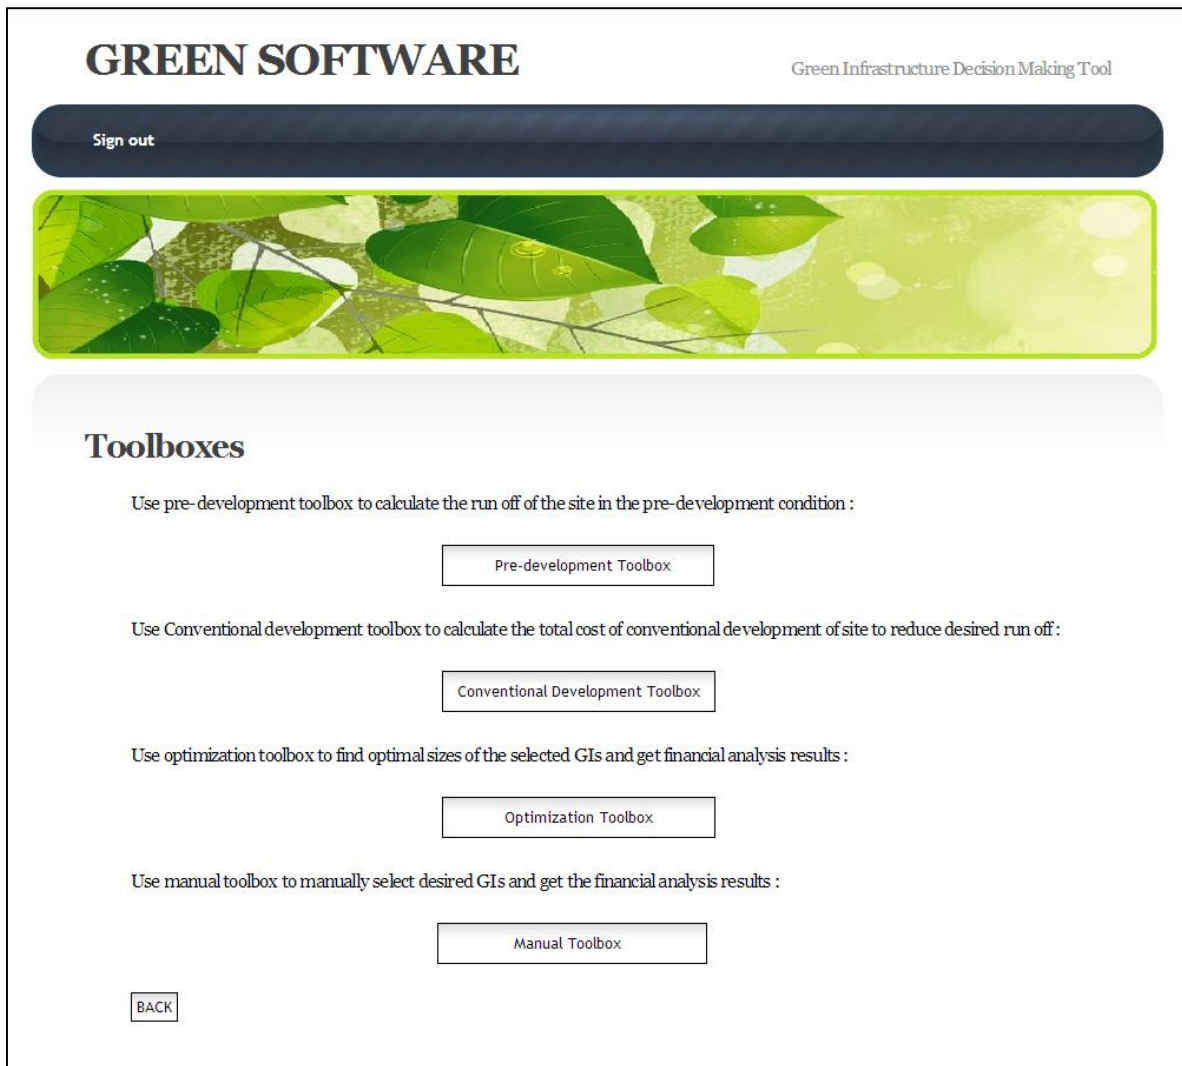 GREEN SOFTWARE
Green Infrastructure Decision Making Tool
Sign out
Toolboxes
Use pre-development toolbox to calculate the run off of the site in the pre-development condition :
Pre-development Toolbox
Use Conventional development toolbox to calculate the total cost of conventional development of site to reduce desired run off :
Conventional Development Toolbox
Use optimization toolbox to find optimal sizes of the selected GIs and get financial analysis results :
Optimization Toolbox
Use manual toolbox to manually select desired GIs and get the financial analysis results :
Manual Toolbox
BACK